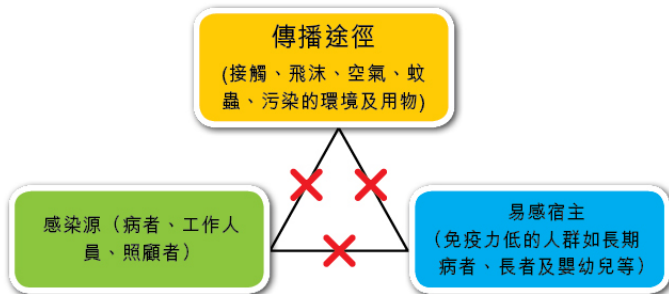 傳播途徑
(接觸、飛沫、空氣、蚊
蟲、污染的環境及用物)
感染源（病者、工作人
員、照顧者）
易感宿主
（免疫力低的人群如長期
病者、長者及嬰幼兒等）